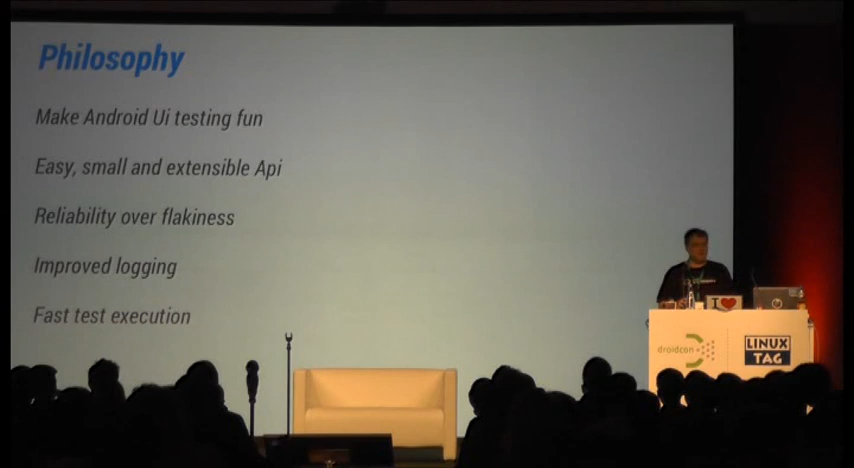 Philosophy
Make Android Ui testing fun
Easy, small and extensible Api
Reliability over flakiness
Improved logging
Fast test execution
I
droidcon
LINUX
TAG